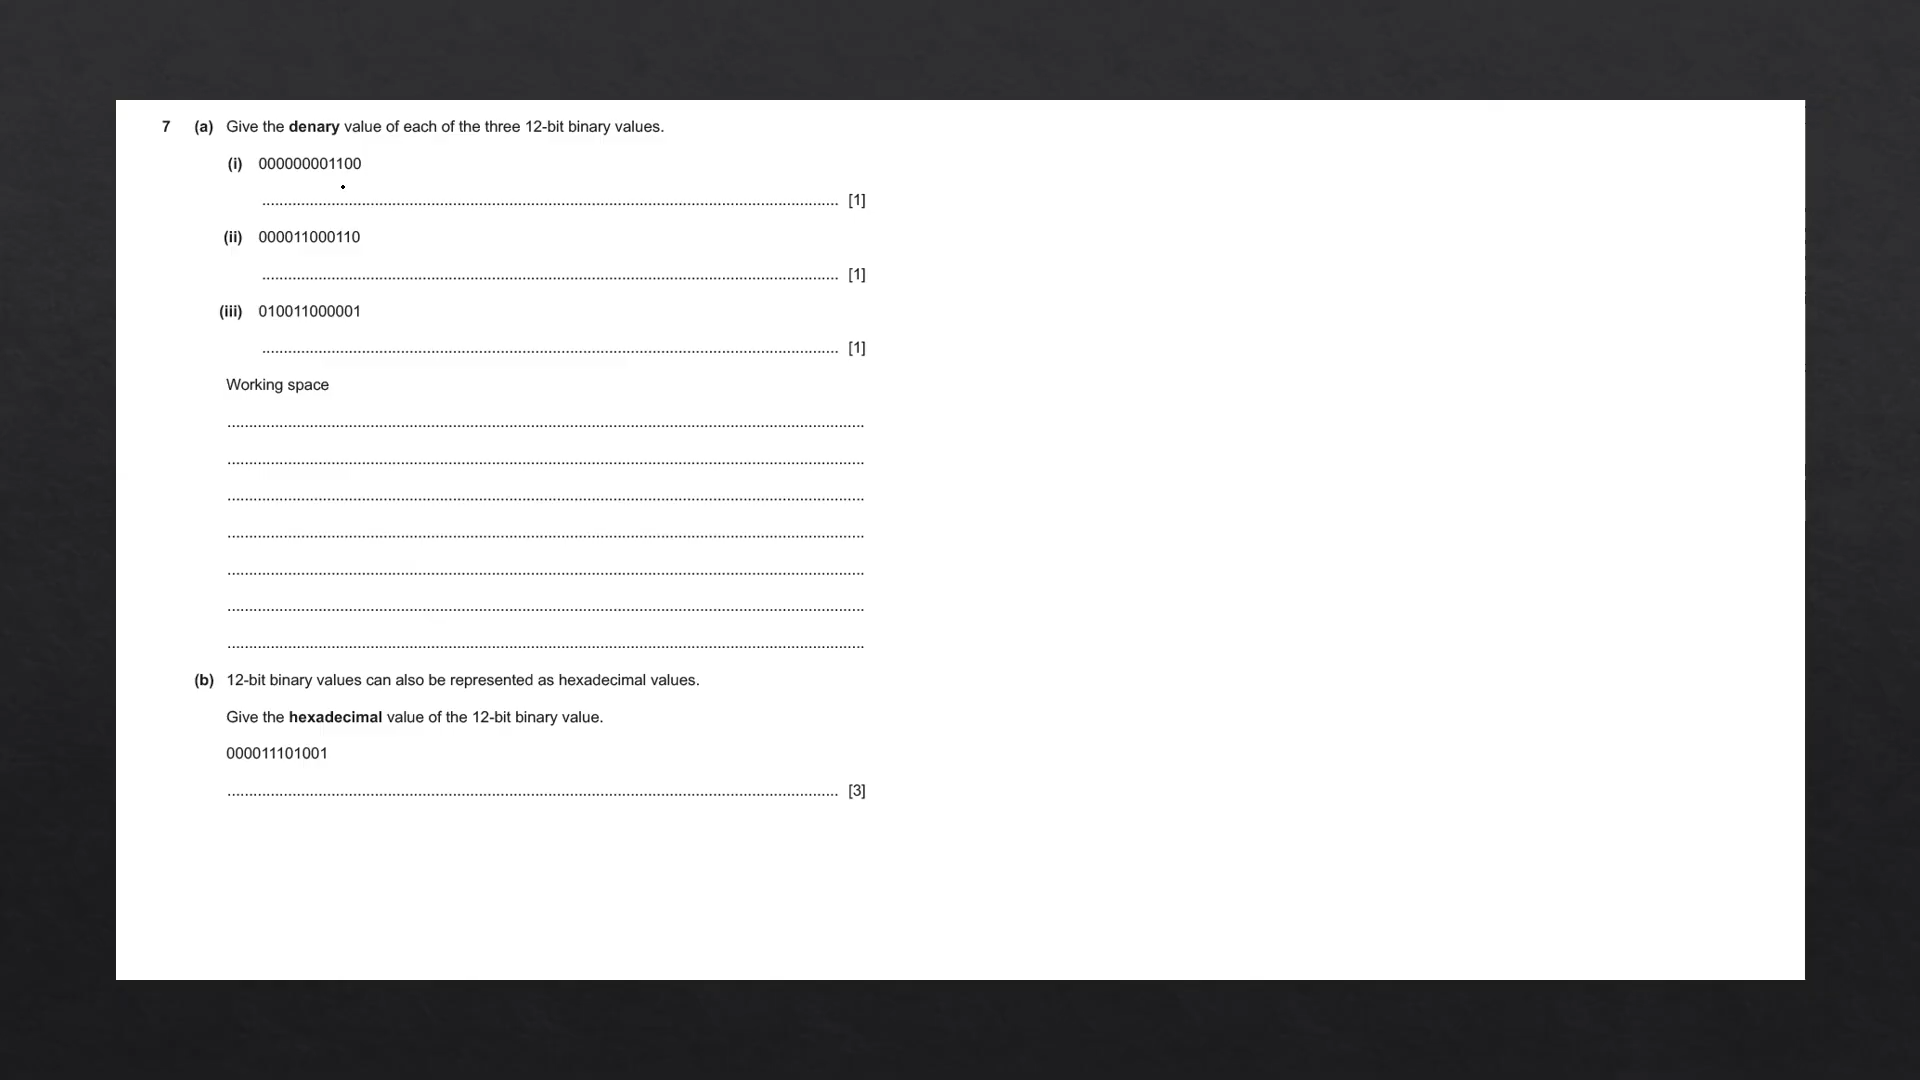 7 (a) Give the denary value of each of the three 12-bit binary values.
(i) 000000001100
.......................................................................................................................................... [1]
(ii) 000011000110
.......................................................................................................................................... [1]
(iii) 010011000001
.......................................................................................................................................... [1]
Working space
(b) 12-bit binary values can also be represented as hexadecimal values.
Give the hexadecimal value of the 12-bit binary value.
000011101001
.......................................................................................................................................... [3]